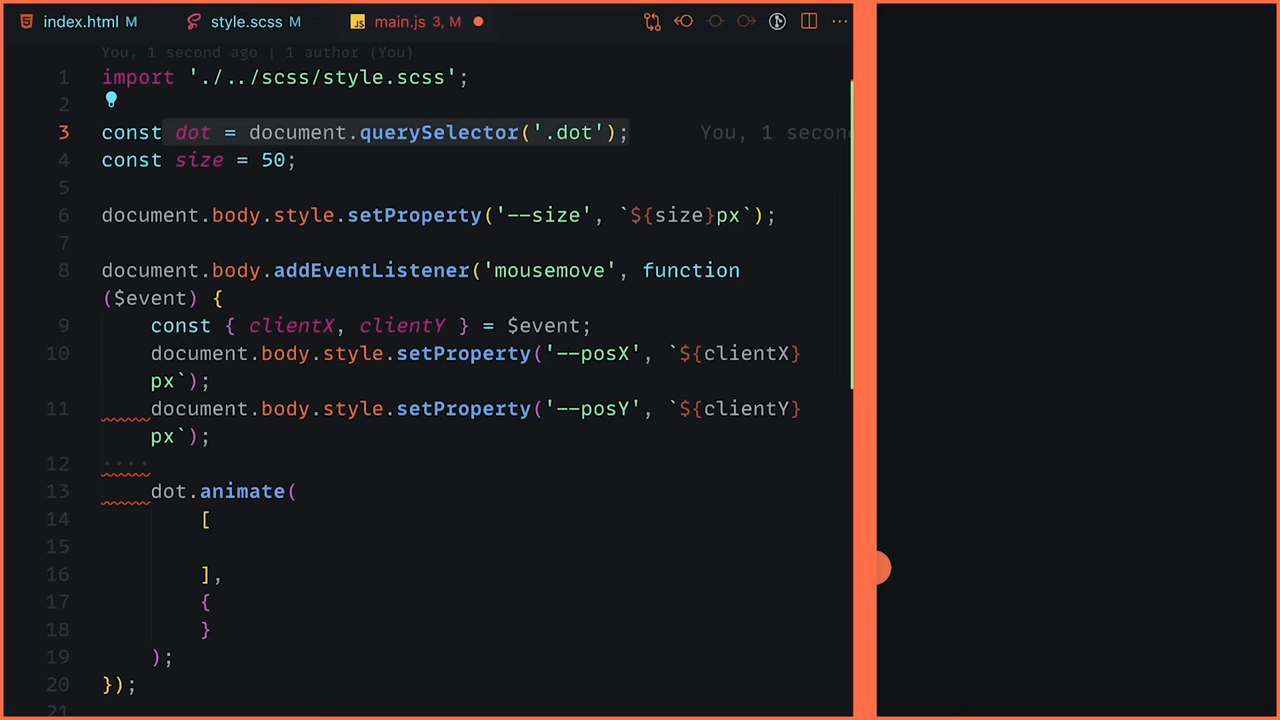 index.html M style.scss M JS main.js 3, M
You, 1 second ago | 1 author (You)
1 import './../scss/style.scss';
2
3 const dot = document.querySelector('.dot'); You, 1 secon
4 const size = 50;
5
6 document.body.style.setProperty('--size', `${size}px`);
7
8 document.body.addEventListener('mousemove', function
($event) {
9 const { clientX, clientY } = $event;
10 document.body.style.setProperty('--posX', `${clientX}
px`);
11 document.body.style.setProperty('--posY', `${clientY}
px`);
12 ····
13 dot.animate(
14 [
15
16 ],
17 {
18 }
19 );
20 });
21